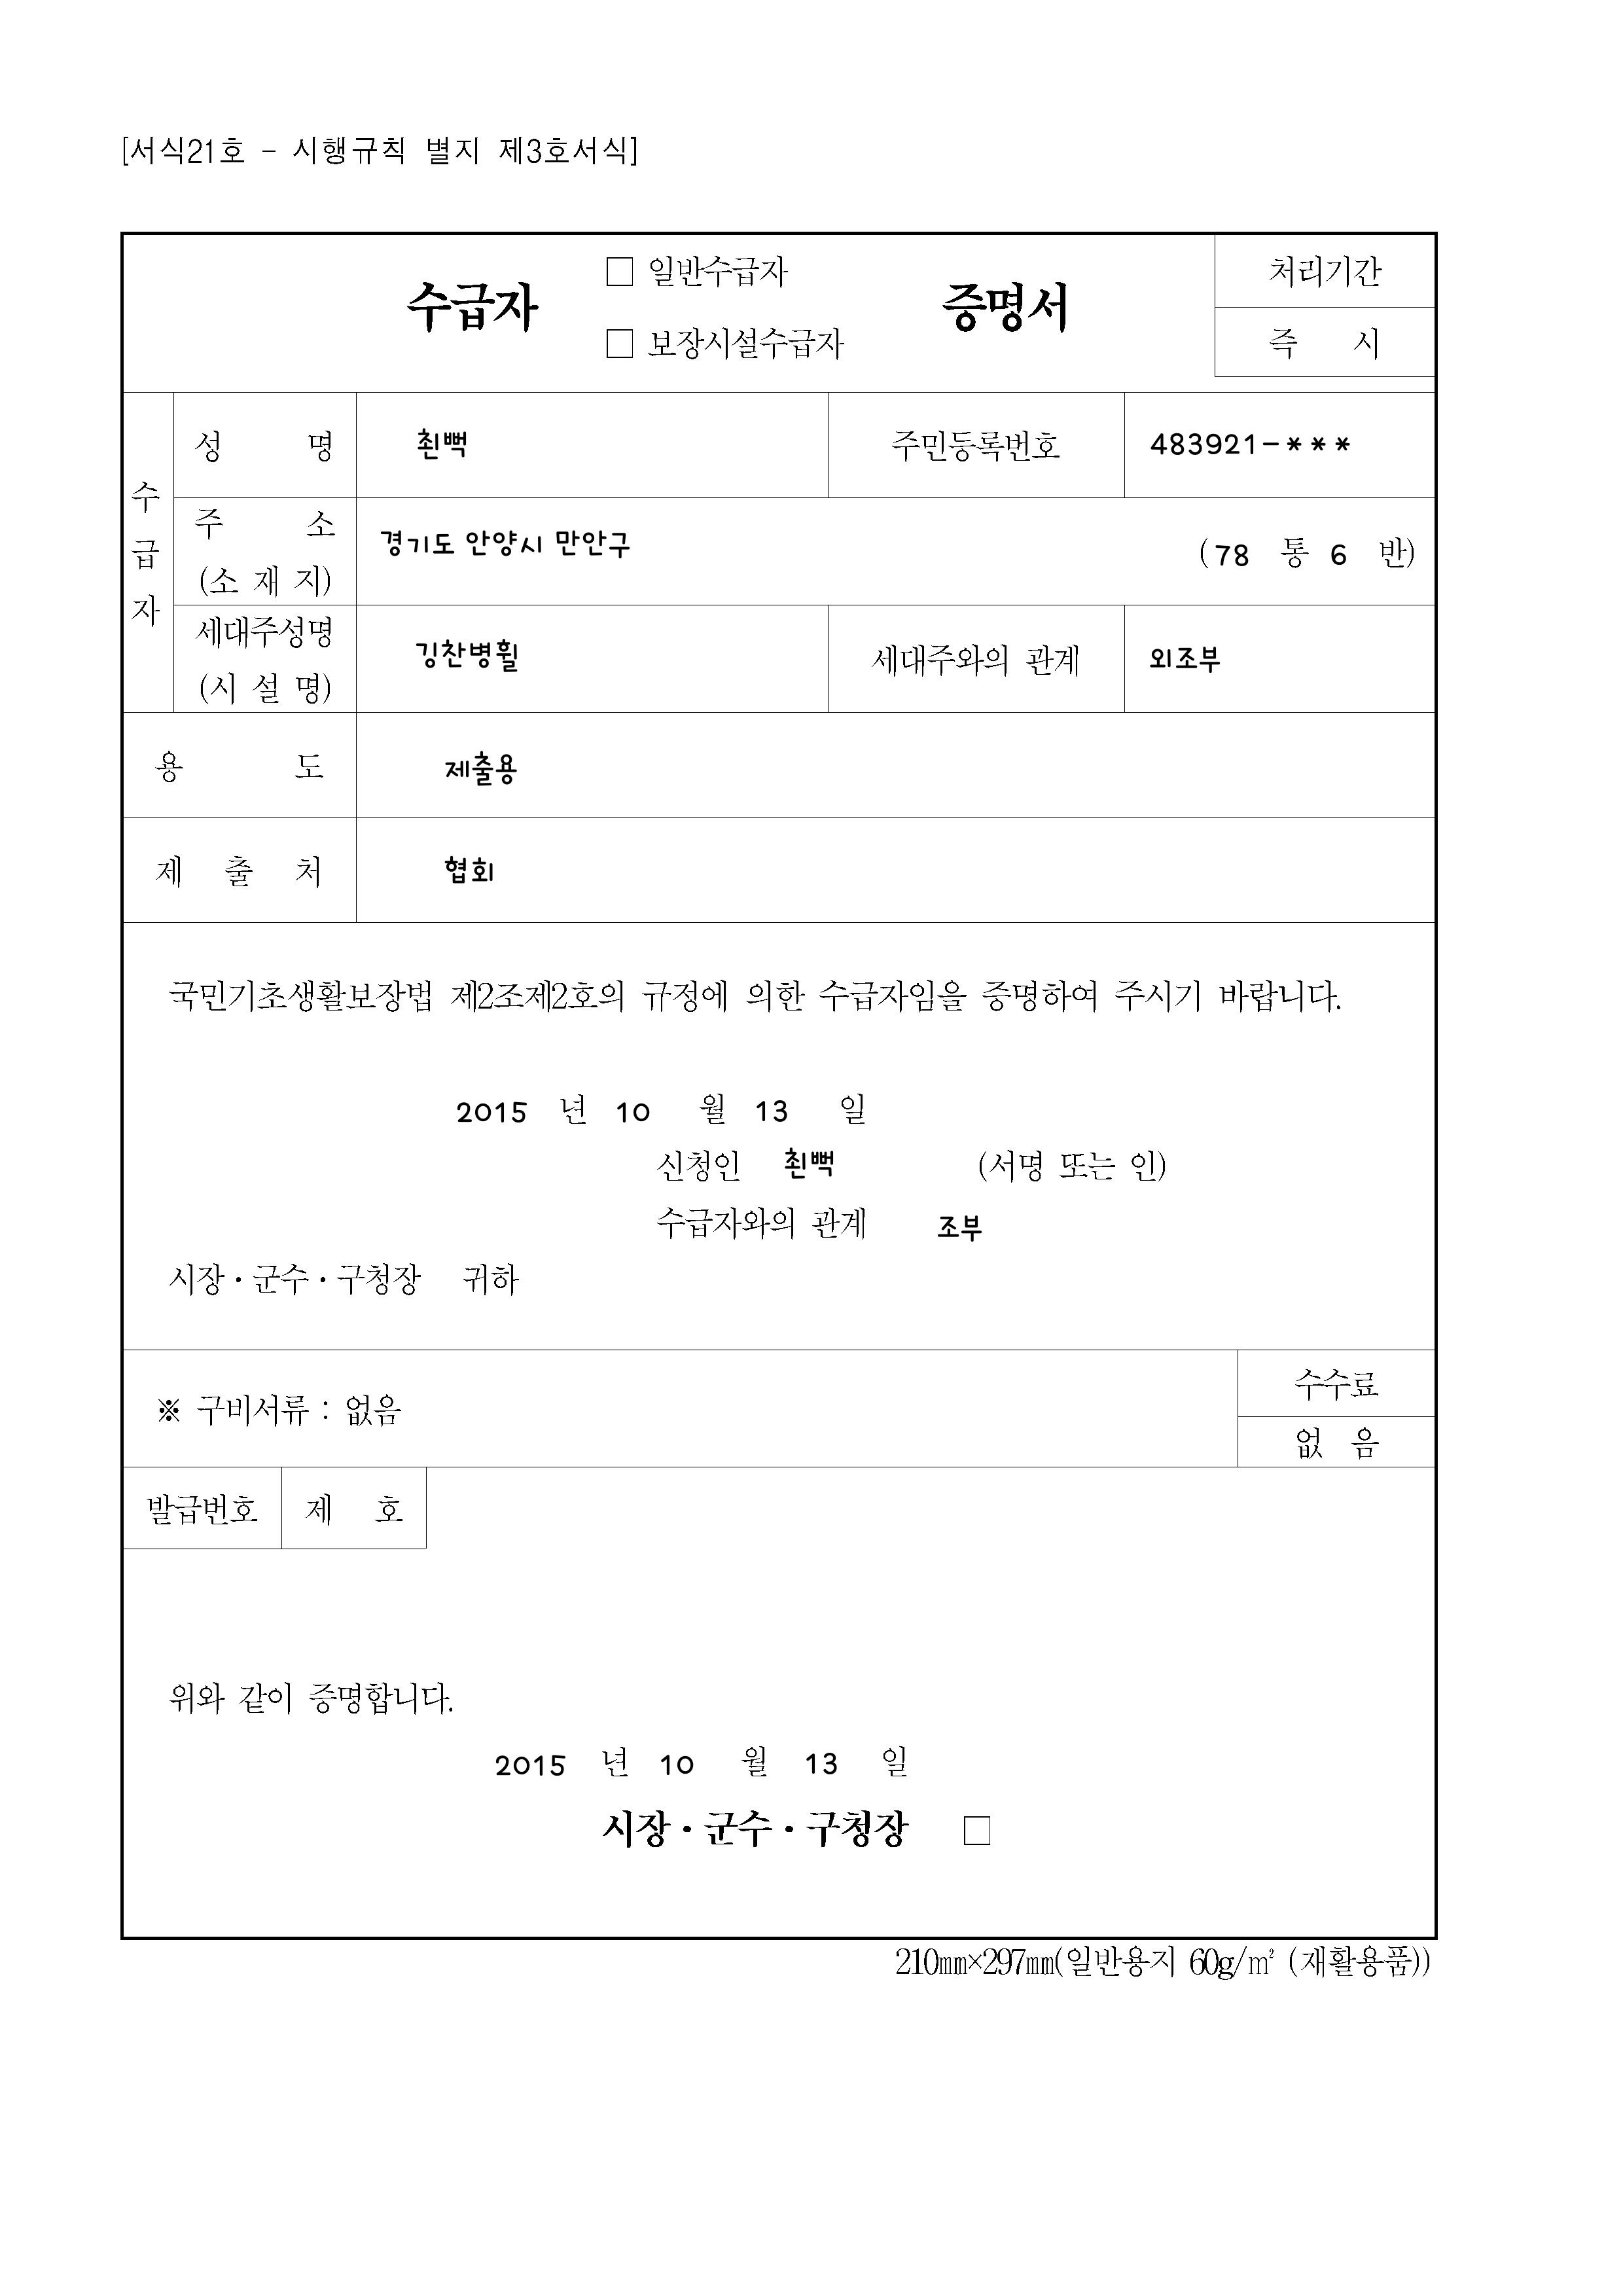 [서식21호 - 시행규칙 별지 제3호서식]
수급자 □ 일반수급자 □ 보장시설수급자 증명서
처리기간
즉 시
수급자
성 명 최뻑 주민등록번호 483921-***
주 소 (소 재 지) 경기도 안양시 만안구 (78 통 6 반)
세대주성명 (시 설 명) 깅찬병휠 세대주와의 관계 외조부
용 도 제출용
제 출 처 협회
국민기초생활보장법 제2조제2호의 규정에 의한 수급자임을 증명하여 주시기 바랍니다.
2015 년 10 월 13 일
신청인 최뻑 (서명 또는 인)
수급자와의 관계 조부
시장·군수·구청장 귀하
※ 구비서류 : 없음
수수료
없 음
발급번호 제 호
위와 같이 증명합니다.
2015 년 10 월 13 일
시장·군수·구청장 □
210㎜×297㎜(일반용지 60g/㎡ (재활용품))